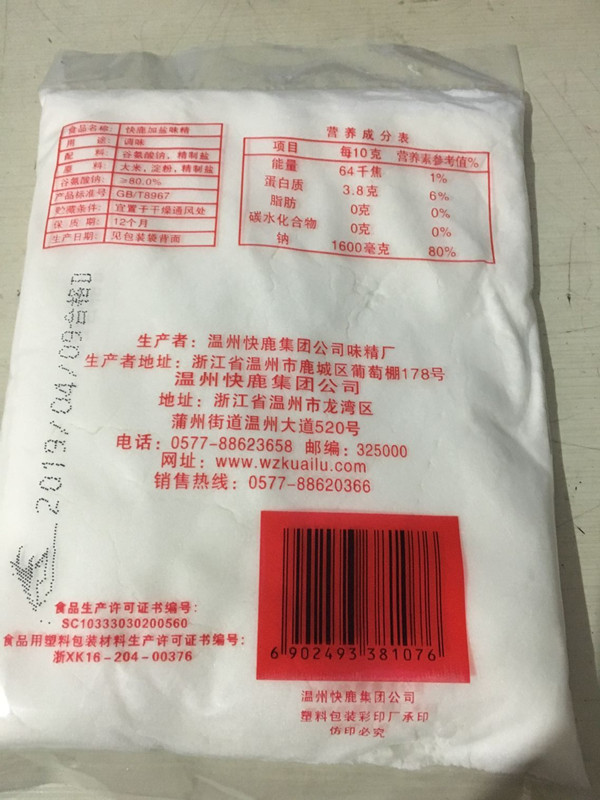 食品名称: 快鹿加盐味精
用 途: 调味
配 料: 谷氨酸钠, 精制盐
原 料: 大米, 淀粉, 精制盐
谷氨酸钠: ≥80.0%
产品标准号: GB/T8967
贮藏条件: 宜置于干燥通风处
保 质 期: 12个月
生产日期: 见包装袋背面
营养成分表
项目 每10克 营养素参考值%
能量 64千焦 1%
蛋白质 3.8克 6%
脂肪 0克 0%
碳水化合物 0克 0%
钠 1600毫克 80%
2019/04/09合格
生产者: 温州快鹿集团公司味精厂
生产者地址: 浙江省温州市鹿城区葡萄棚178号
温州快鹿集团公司
地址: 浙江省温州市龙湾区
蒲州街道温州大道520号
电话: 0577-88623658 邮编: 325000
网址: www.wzkuailu.com
销售热线: 0577-88620366
食品生产许可证书编号:
SC10333030200560
食品用塑料包装材料生产许可证书编号:
浙XK16-204-00376
6 902493 381076
温州快鹿集团公司
塑料包装彩印厂承印
仿印必究